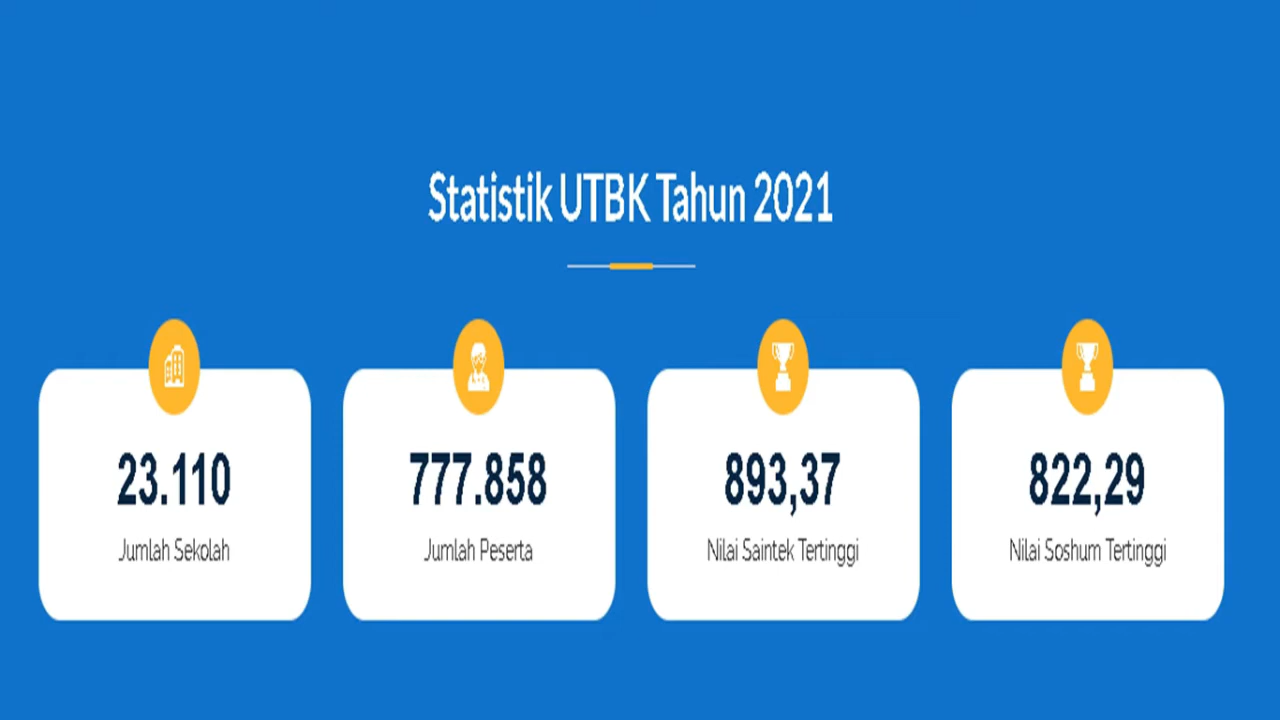 Statistik UTBK Tahun 2021
23.110
Jumlah Sekolah
777.858
Jumlah Peserta
893,37
Nilai Saintek Tertinggi
822,29
Nilai Soshum Tertinggi